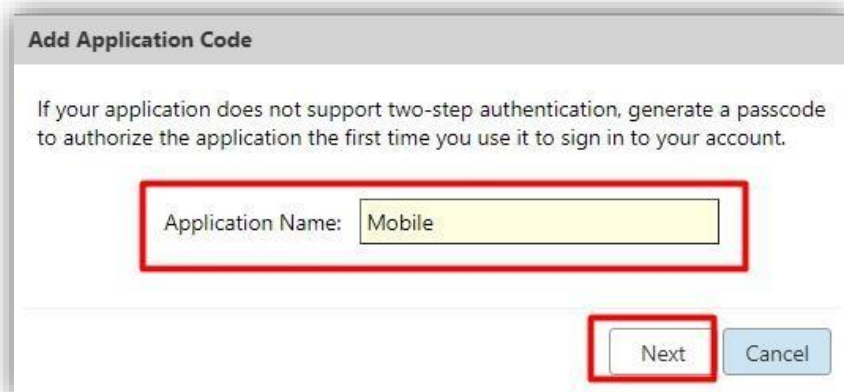 Add Application Code
If your application does not support two-step authentication, generate a passcode
to authorize the application the first time you use it to sign in to your account.
Application Name: Mobile
Next Cancel